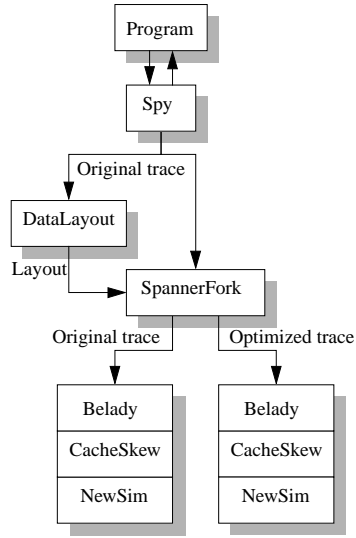 Program
Spy
Original trace
DataLayout
Layout
SpannerFork
Original trace
Optimized trace
Belady
CacheSkew
NewSim
Belady
CacheSkew
NewSim